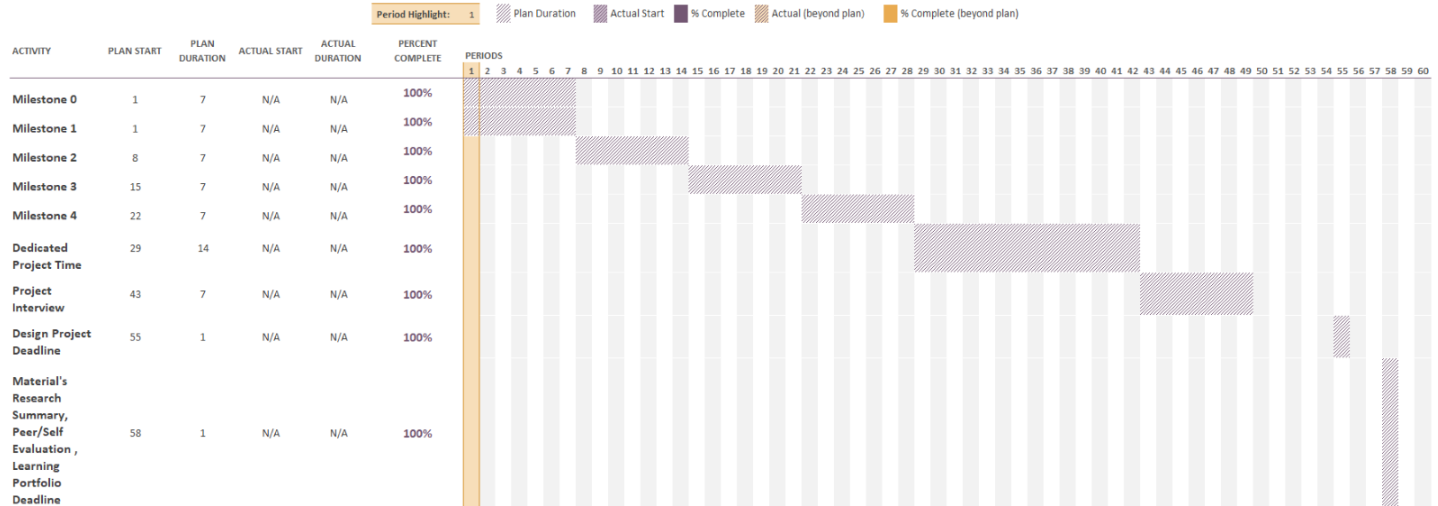 Period Highlight: 1 Plan Duration Actual Start % Complete Actual (beyond plan) % Complete (beyond plan)
ACTIVITY PLAN START PLAN DURATION ACTUAL START ACTUAL DURATION PERCENT COMPLETE PERIODS
1 2 3 4 5 6 7 8 9 10 11 12 13 14 15 16 17 18 19 20 21 22 23 24 25 26 27 28 29 30 31 32 33 34 35 36 37 38 39 40 41 42 43 44 45 46 47 48 49 50 51 52 53 54 55 56 57 58 59 60
Milestone 0 1 7 N/A N/A 100%
Milestone 1 1 7 N/A N/A 100%
Milestone 2 8 7 N/A N/A 100%
Milestone 3 15 7 N/A N/A 100%
Milestone 4 22 7 N/A N/A 100%
Dedicated
Project Time 29 14 N/A N/A 100%
Project
Interview 43 7 N/A N/A 100%
Design Project
Deadline 55 1 N/A N/A 100%
Material's
Research
Summary,
Peer/Self 58 1 N/A N/A 100%
Evaluation ,
Learning
Portfolio
Deadline